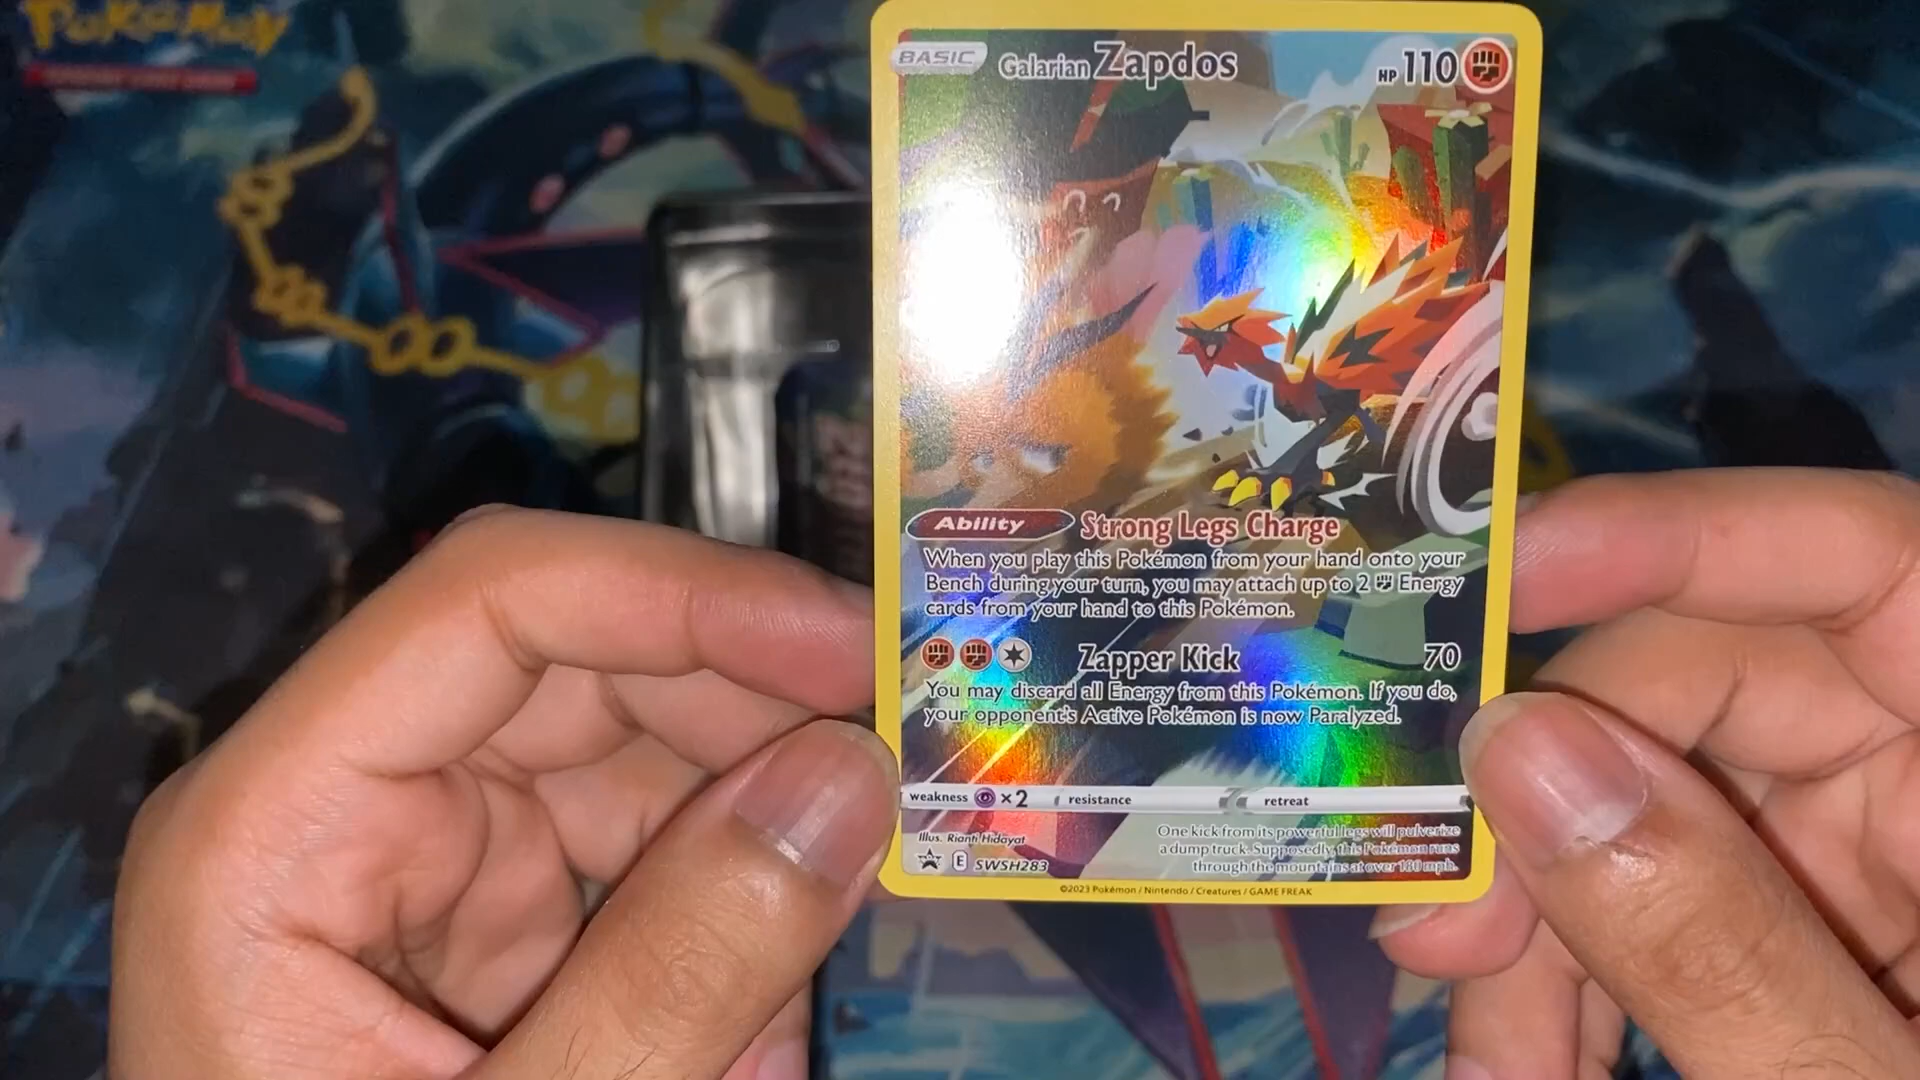 POKéMON
BASIC Galarian Zapdos HP 110
Ability Strong Legs Charge
When you play this Pokémon from your hand onto your
Bench during your turn, you may attach up to 2 Energy
cards from your hand to this Pokémon.
Zapper Kick 70
You may discard all Energy from this Pokémon. If you do,
your opponent's Active Pokémon is now Paralyzed.
weakness ×2 resistance retreat
Illus. Rianti Hidayat
E SWSH283
One kick from its powerful legs will pulverize
a dump truck. Supposedly, this Pokémon runs
through the mountains at over 180 mph.
©2023 Pokémon / Nintendo / Creatures / GAME FREAK